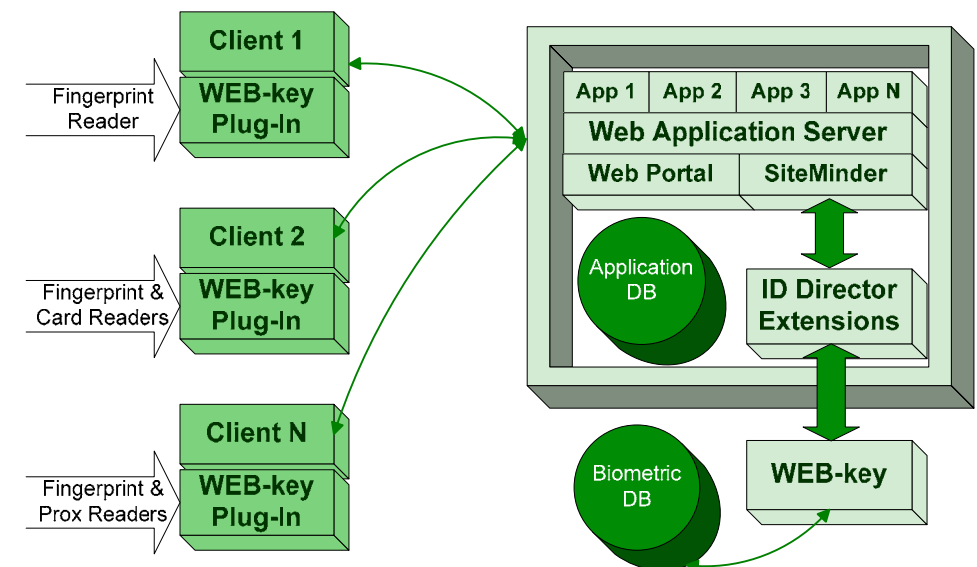 Client 1
WEB-key
Plug-In
Fingerprint
Reader
Client 2
WEB-key
Plug-In
Fingerprint &
Card Readers
Client N
WEB-key
Plug-In
Fingerprint &
Prox Readers
App 1 App 2 App 3 App N
Web Application Server
Web Portal SiteMinder
Application
DB
ID Director
Extensions
Biometric
DB
WEB-key